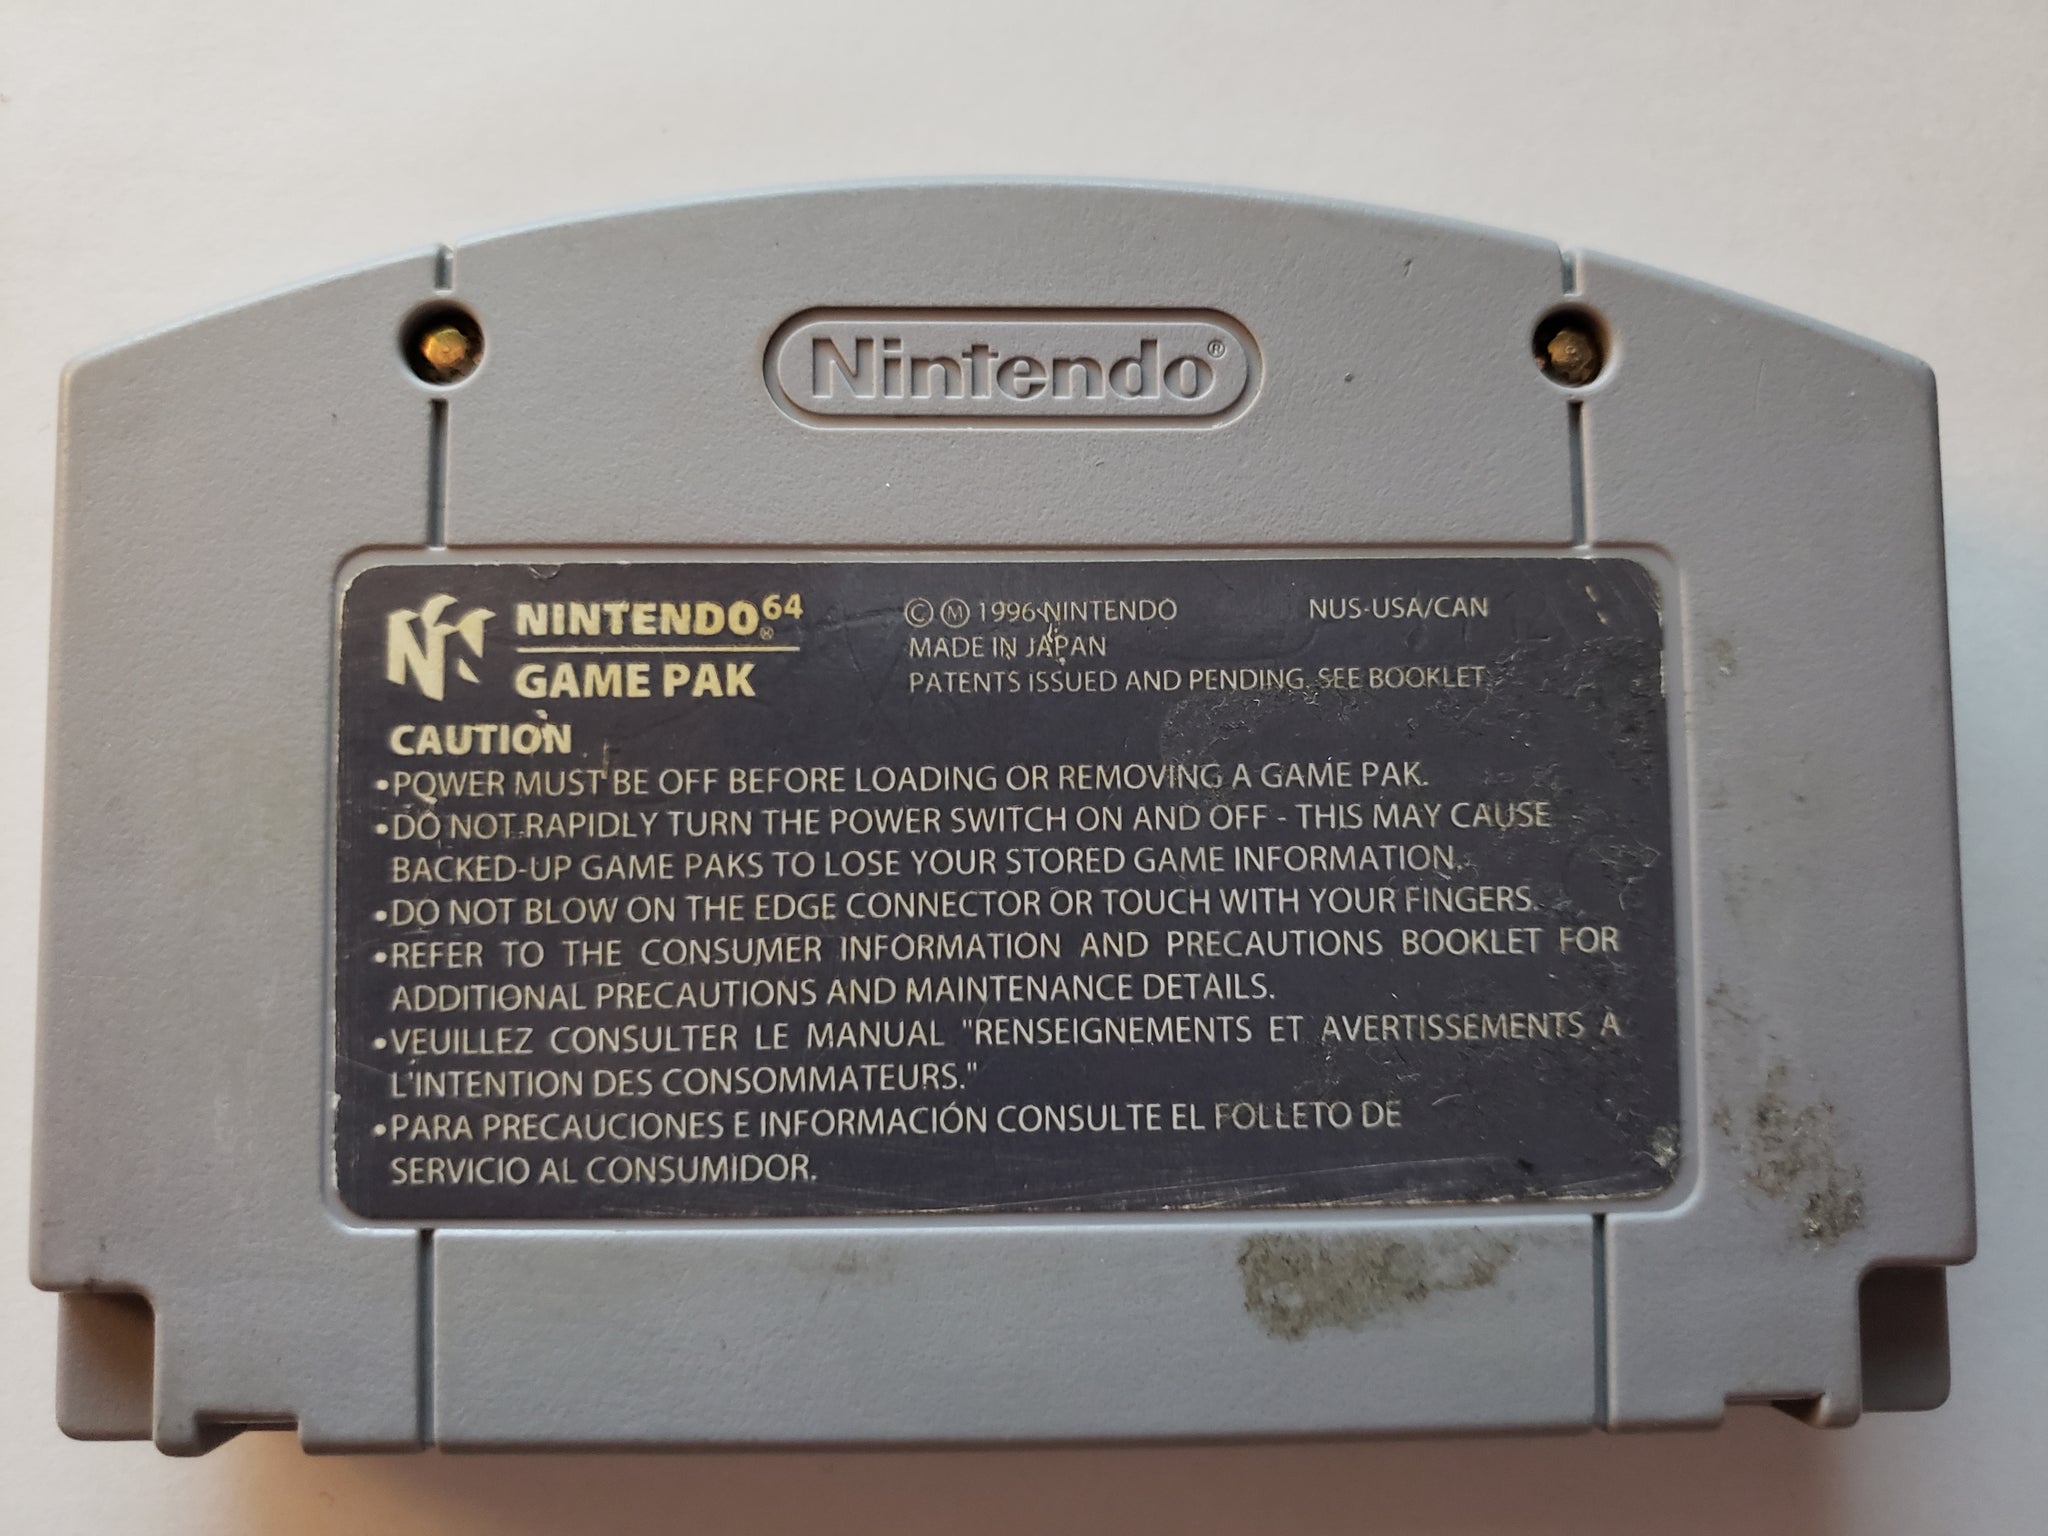 Nintendo®
NINTENDO64®
GAME PAK
© Ⓜ 1996 NINTENDO NUS-USA/CAN
MADE IN JAPAN
PATENTS ISSUED AND PENDING. SEE BOOKLET.
CAUTION
•POWER MUST BE OFF BEFORE LOADING OR REMOVING A GAME PAK.
•DO NOT RAPIDLY TURN THE POWER SWITCH ON AND OFF - THIS MAY CAUSE
BACKED-UP GAME PAKS TO LOSE YOUR STORED GAME INFORMATION.
•DO NOT BLOW ON THE EDGE CONNECTOR OR TOUCH WITH YOUR FINGERS.
•REFER TO THE CONSUMER INFORMATION AND PRECAUTIONS BOOKLET FOR
ADDITIONAL PRECAUTIONS AND MAINTENANCE DETAILS.
•VEUILLEZ CONSULTER LE MANUAL "RENSEIGNEMENTS ET AVERTISSEMENTS À
L'INTENTION DES CONSOMMATEURS."
•PARA PRECAUCIONES E INFORMACIÓN CONSULTE EL FOLLETO DE
SERVICIO AL CONSUMIDOR.